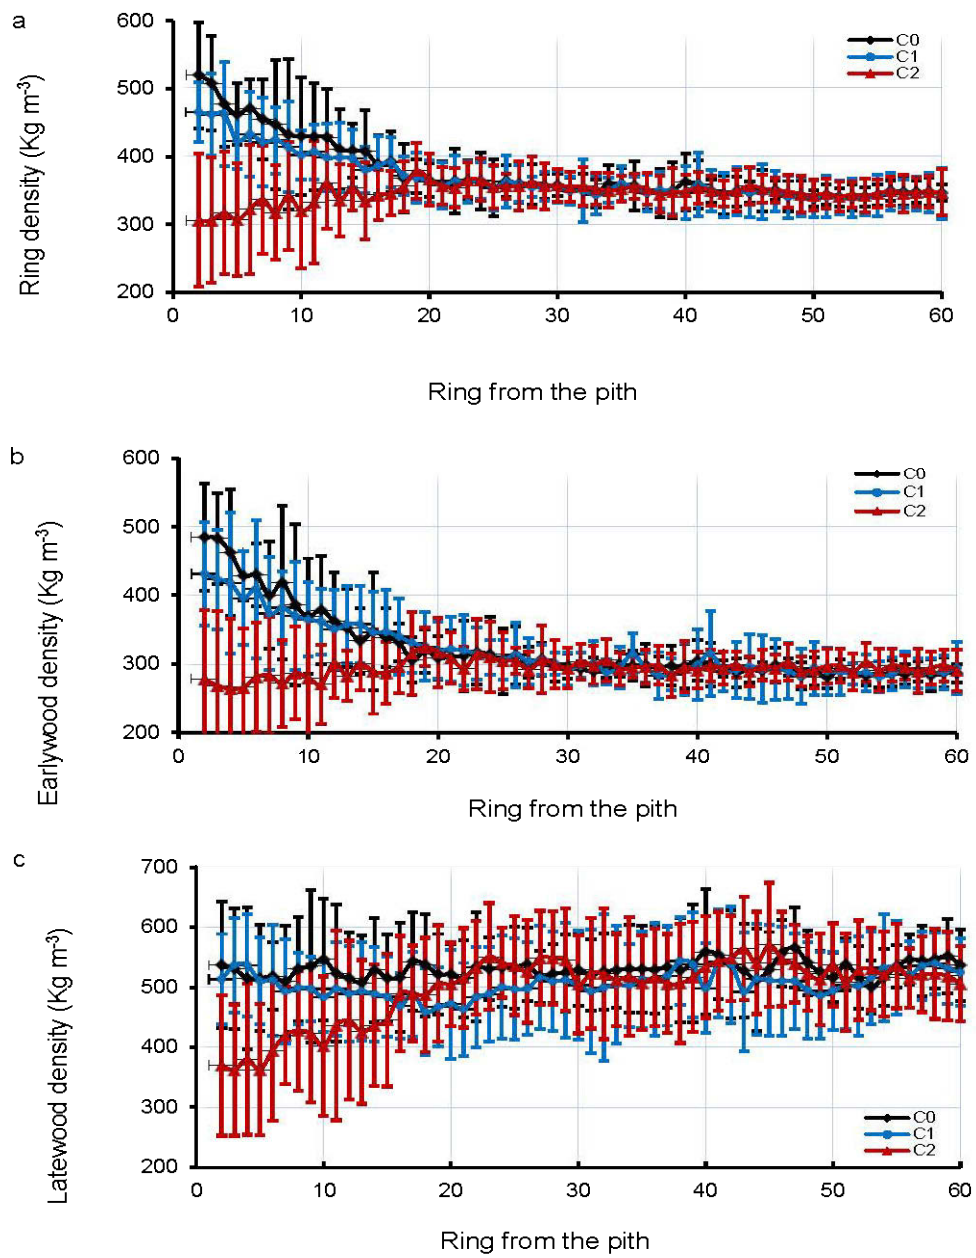 a
600
500
400
300
200
Ring density (Kg m-3)
C0
C1
C2
0
10
20
30
40
50
60
Ring from the pith
b
600
500
400
300
200
Earlywood density (Kg m-3)
C0
C1
C2
0
10
20
30
40
50
60
Ring from the pith
c
700
600
500
400
300
200
Latewood density (Kg m-3)
C0
C1
C2
0
10
20
30
40
50
60
Ring from the pith